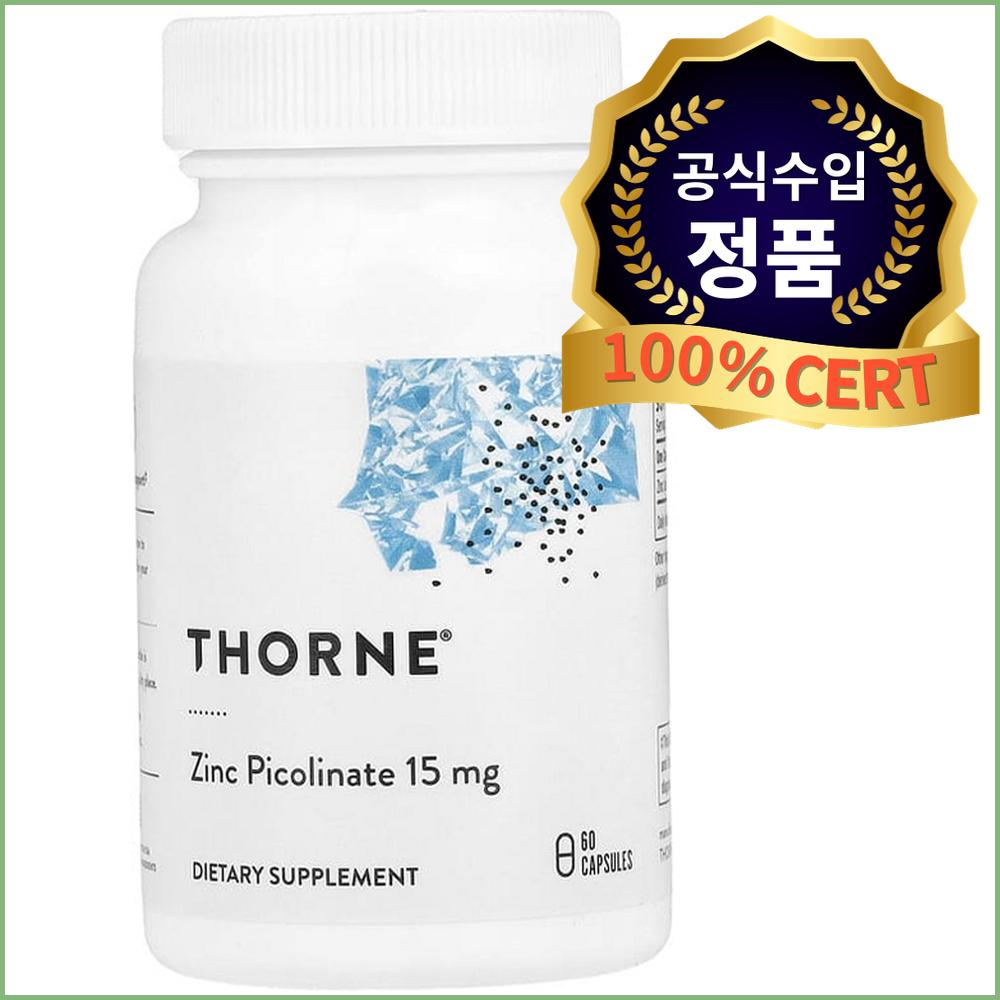 공식수입
정품
100% CERT
THORNE®
Zinc Picolinate 15 mg
DIETARY SUPPLEMENT
60
CAPSULES